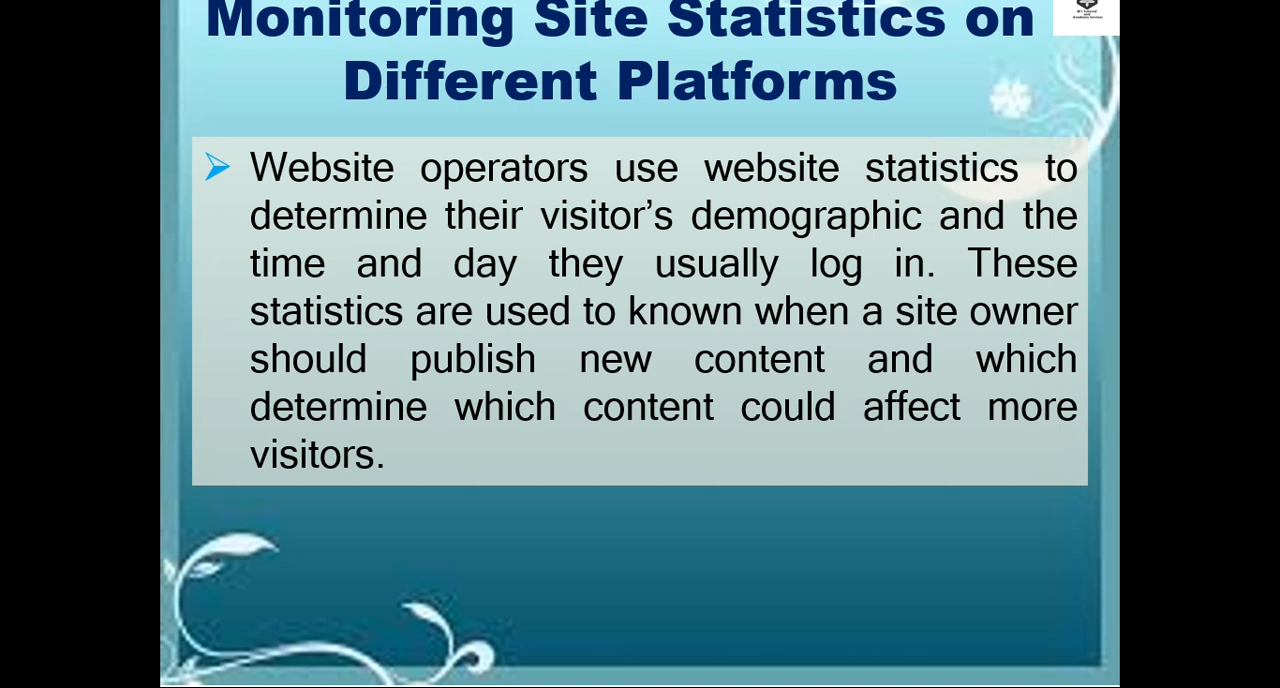 Monitoring Site Statistics on
Different Platforms
Website operators use website statistics to
determine their visitor’s demographic and the
time and day they usually log in. These
statistics are used to known when a site owner
should publish new content and which
determine which content could affect more
visitors.